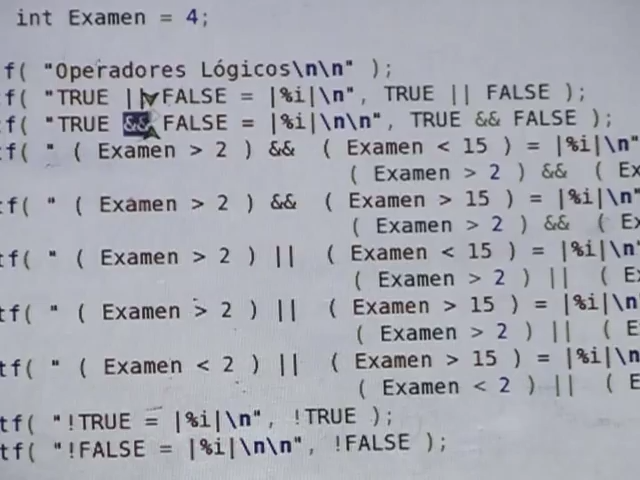 int Examen = 4;
f( "Operadores Lógicos\n\n" );
f( "TRUE || FALSE = |%i|\n", TRUE || FALSE );
f( "TRUE && FALSE = |%i|\n\n", TRUE && FALSE );
tf( " ( Examen > 2 ) && ( Examen < 15 ) = |%i|\n"
( Examen > 2 ) && ( Ex
tf( " ( Examen > 2 ) && ( Examen > 15 ) = |%i|\n"
( Examen > 2 ) && ( Ex
tf( " ( Examen > 2 ) || ( Examen < 15 ) = |%i|\n
( Examen > 2 ) || ( E
tf( " ( Examen > 2 ) || ( Examen > 15 ) = |%i|\n
( Examen > 2 ) || ( E
tf( " ( Examen < 2 ) || ( Examen > 15 ) = |%i|\n
( Examen < 2 ) || ( E
tf( "!TRUE = |%i|\n", !TRUE );
tf( "!FALSE = |%i|\n\n", !FALSE );